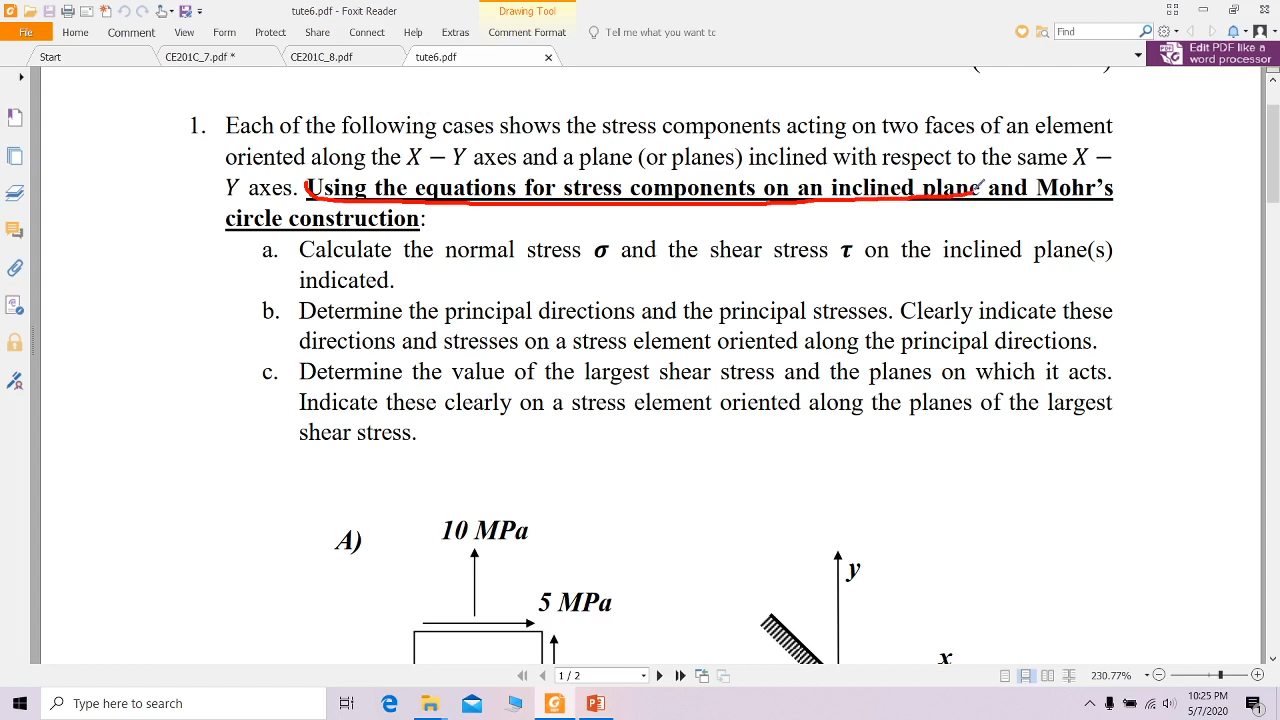 tute6.pdf - Foxit Reader
Drawing Tool
File Home Comment View Form Protect Share Connect Help Extras Comment Format Tell me what you want to Find
Edit PDF like a
word processor
Start CE201C_7.pdf * CE201C_8.pdf tute6.pdf
1. Each of the following cases shows the stress components acting on two faces of an element
oriented along the X − Y axes and a plane (or planes) inclined with respect to the same X −
Y axes. Using the equations for stress components on an inclined plane and Mohr's
circle construction:
a. Calculate the normal stress σ and the shear stress τ on the inclined plane(s)
indicated.
b. Determine the principal directions and the principal stresses. Clearly indicate these
directions and stresses on a stress element oriented along the principal directions.
c. Determine the value of the largest shear stress and the planes on which it acts.
Indicate these clearly on a stress element oriented along the planes of the largest
shear stress.
A) 10 MPa
y
5 MPa
x
1 / 2 230.77%
Type here to search
10:25 PM
5/7/2020
1